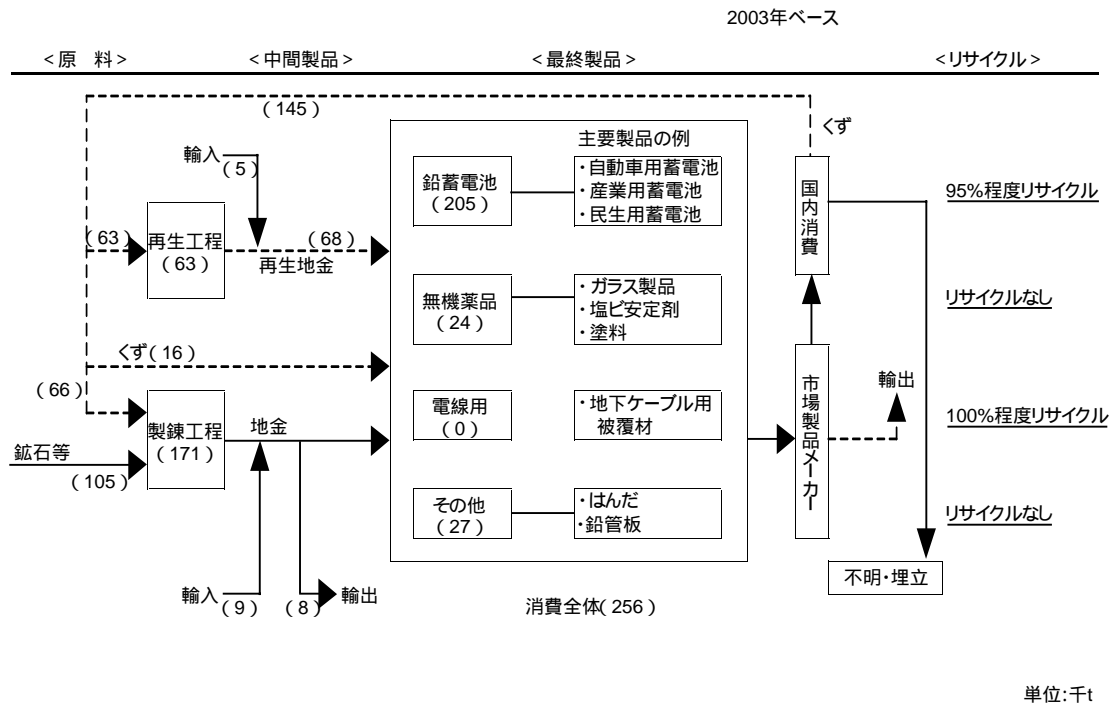 2003年ベース
<原　料>
<中間製品>
<最終製品>
<リサイクル>
(145)
くず
輸入
(5)
(63)
再生工程
(63)
(68)
再生地金
くず(16)
(66)
製錬工程
(171)
地金
鉱石等
(105)
輸入
(9)
(8)
輸出
主要製品の例
鉛蓄電池
(205)
・自動車用蓄電池
・産業用蓄電池
・民生用蓄電池
無機薬品
(24)
・ガラス製品
・塩ビ安定剤
・塗料
電線用
(0)
・地下ケーブル用
被覆材
その他
(27)
・はんだ
・鉛管板
消費全体(256)
国内消費
市場製品メーカー
輸出
不明・埋立
95%程度リサイクル
リサイクルなし
100%程度リサイクル
リサイクルなし
単位:千t